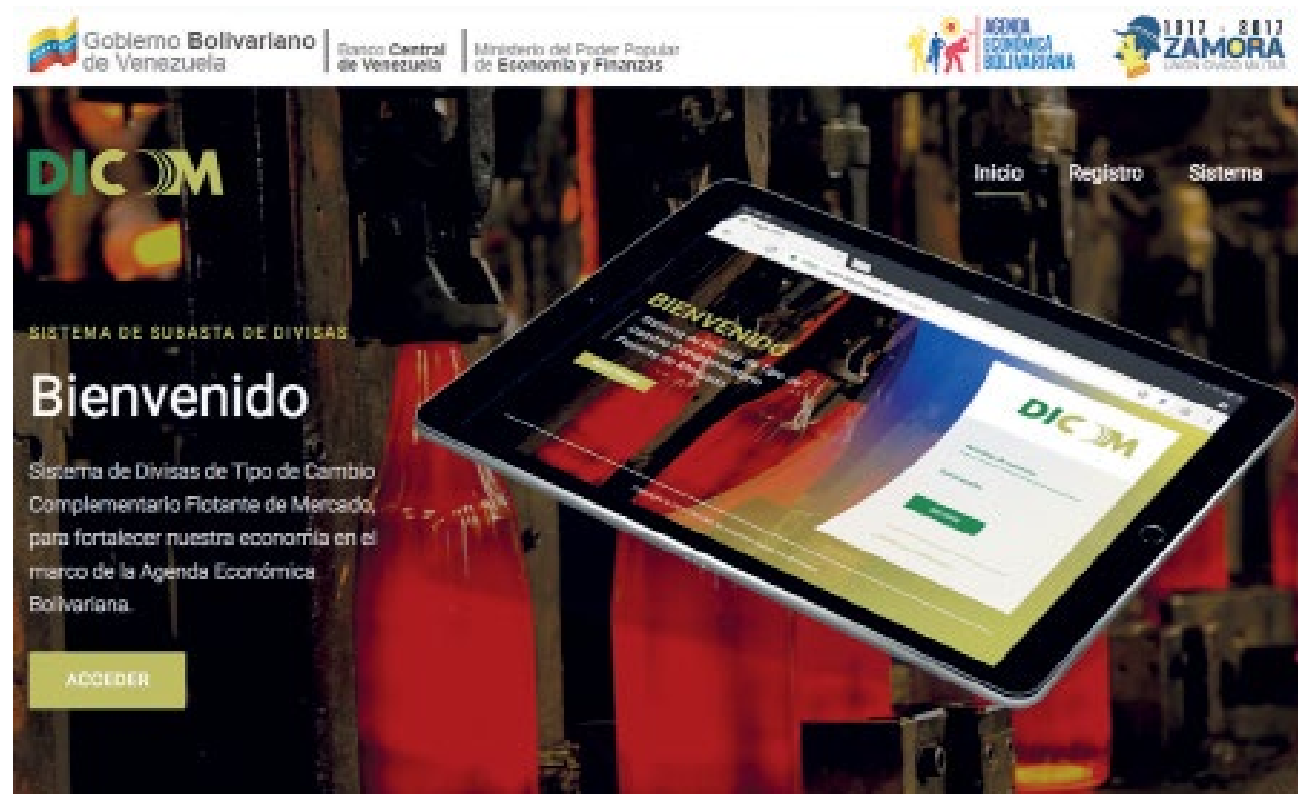 Gobierno Bolivariano
de Venezuela
Banco Central
de Venezuela
Ministerio del Poder Popular
de Economía y Finanzas
AGENDA
ECONÓMICA
BOLIVARIANA
1817 - 2017
ZAMORA
UNIÓN CÍVICO MILITAR
DICOM
Inicio
Registro
Sistema
SISTEMA DE SUBASTA DE DIVISAS
Bienvenido
Sistema de Divisas de Tipo de Cambio
Complementario Flotante de Mercado,
para fortalecer nuestra economía en el
marco de la Agenda Económica
Bolivariana.
ACCEDER
BIENVENIDO
DICOM